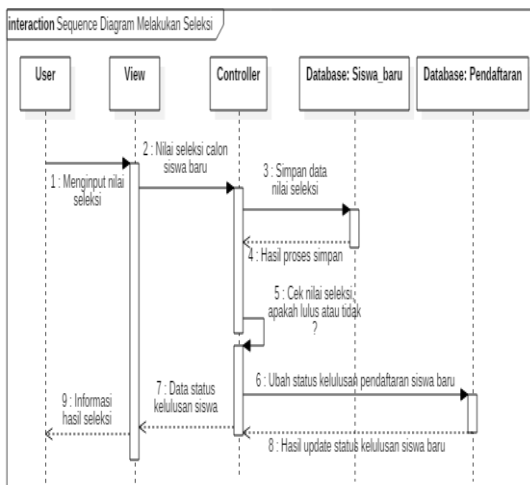 interaction Sequence Diagram Melakukan Seleksi
User
View
Controller
Database: Siswa_baru
Database: Pendaftaran
1 : Menginput nilai
seleksi
2 : Nilai seleksi calon
siswa baru
3 : Simpan data
nilai seleksi
4 : Hasil proses simpan
5 : Cek nilai seleksi,
apakah lulus atau tidak
?
6 : Ubah status kelulusan pendaftaran siswa baru
7 : Data status
kelulusan siswa
8 : Hasil update status kelulusan siswa baru
9 : Informasi
hasil seleksi